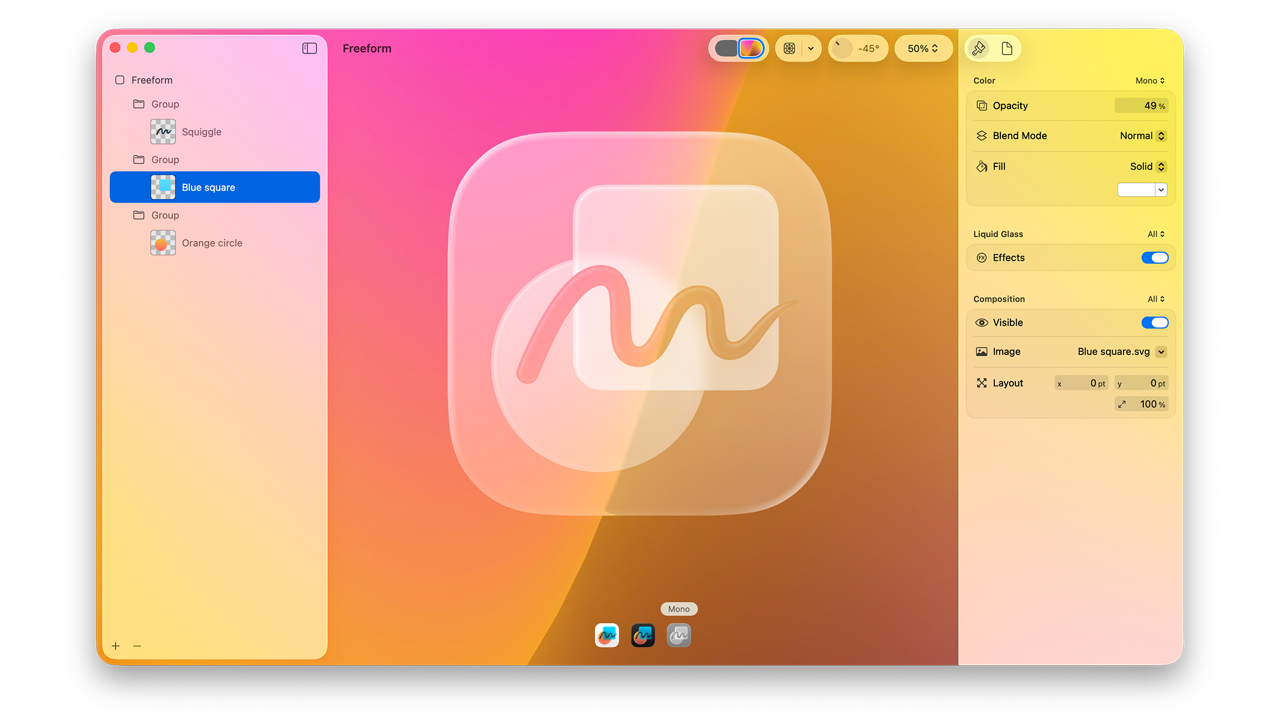 Freeform
Group
Squiggle
Group
Blue square
Group
Orange circle
Freeform
-45°
50%
Mono
Color Mono
Opacity 49 %
Blend Mode Normal
Fill Solid
Liquid Glass All
FX Effects
Composition All
Visible
Image Blue square.svg
Layout x 0 pt y 0 pt
100 %